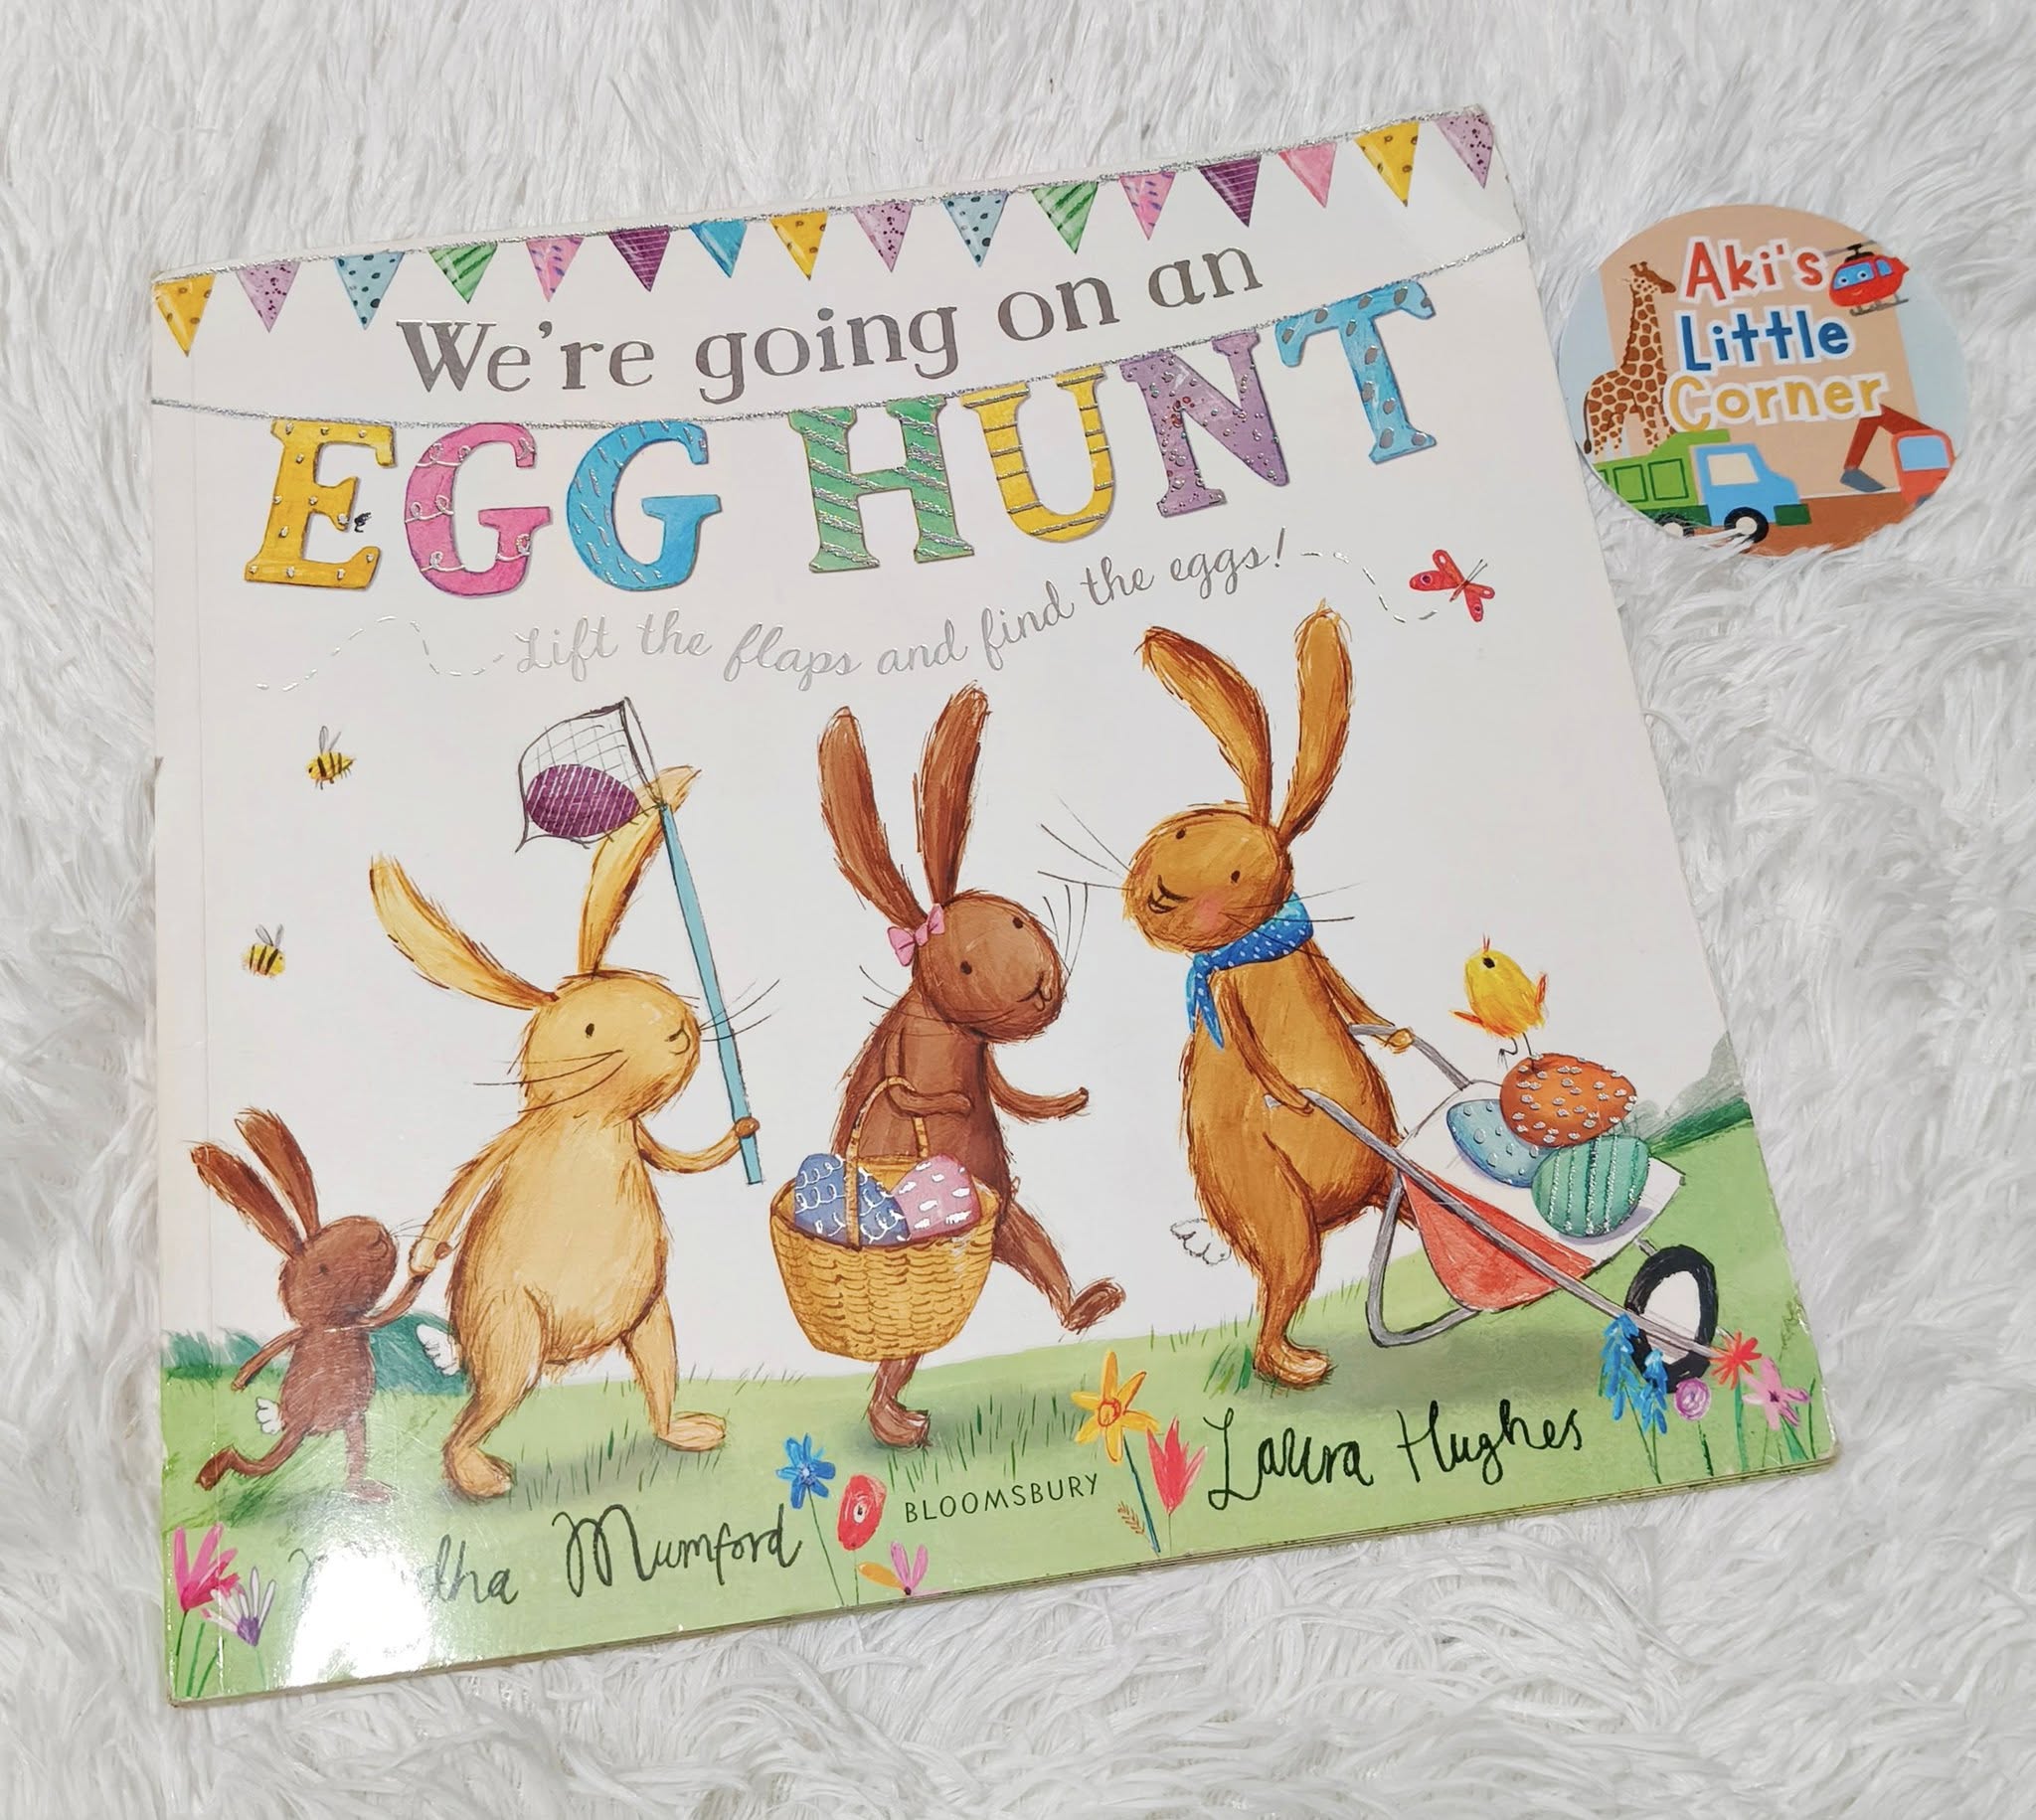 We're going on an
EGG HUNT
Lift the flaps and find the eggs!
Mumford
BLOOMSBURY
Laura Hughes
Aki's
Little
Corner